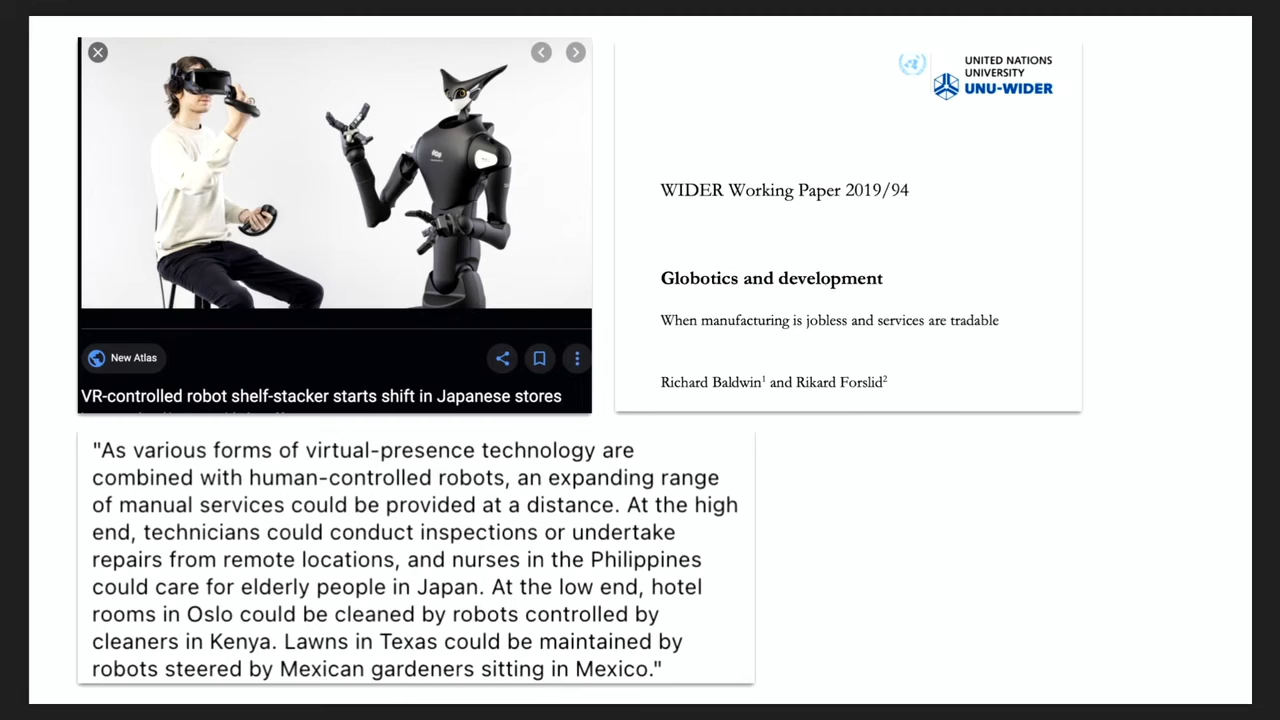 New Atlas
VR-controlled robot shelf-stacker starts shift in Japanese stores
UNITED NATIONS
UNIVERSITY
UNU-WIDER
WIDER Working Paper 2019/94
Globotics and development
When manufacturing is jobless and services are tradable
Richard Baldwin¹ and Rikard Forslid²
"As various forms of virtual-presence technology are
combined with human-controlled robots, an expanding range
of manual services could be provided at a distance. At the high
end, technicians could conduct inspections or undertake
repairs from remote locations, and nurses in the Philippines
could care for elderly people in Japan. At the low end, hotel
rooms in Oslo could be cleaned by robots controlled by
cleaners in Kenya. Lawns in Texas could be maintained by
robots steered by Mexican gardeners sitting in Mexico."